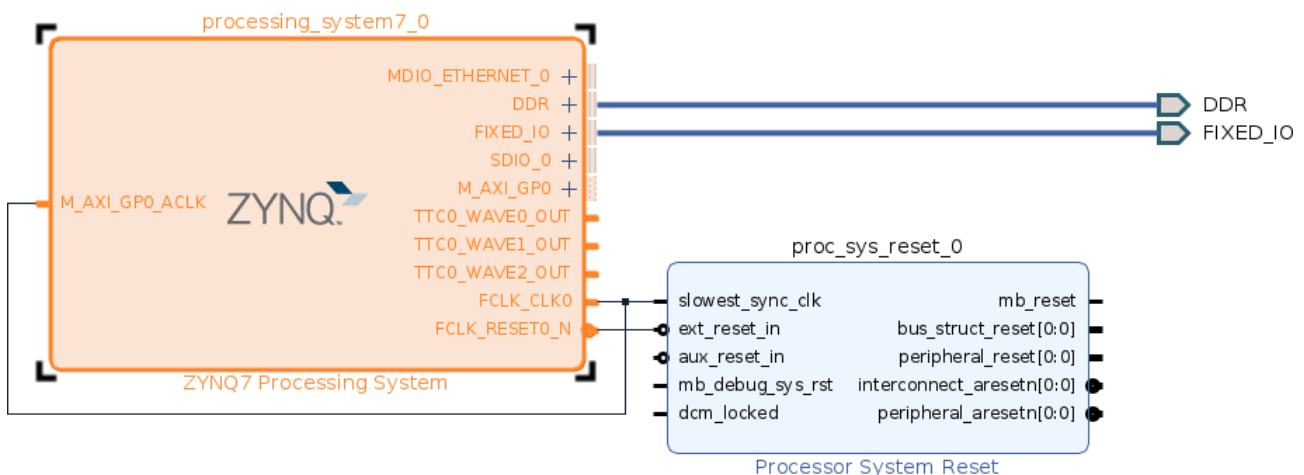 processing_system7_0
MDIO_ETHERNET_0
DDR
FIXED_IO
SDIO_0
M_AXI_GP0
M_AXI_GP0_ACLK
ZYNQ
TTC0_WAVE0_OUT
TTC0_WAVE1_OUT
TTC0_WAVE2_OUT
FCLK_CLK0
FCLK_RESET0_N
ZYNQ7 Processing System
DDR
FIXED_IO
proc_sys_reset_0
slowest_sync_clk
ext_reset_in
aux_reset_in
mb_debug_sys_rst
dcm_locked
mb_reset
bus_struct_reset[0:0]
peripheral_reset[0:0]
interconnect_aresetn[0:0]
peripheral_aresetn[0:0]
Processor System Reset